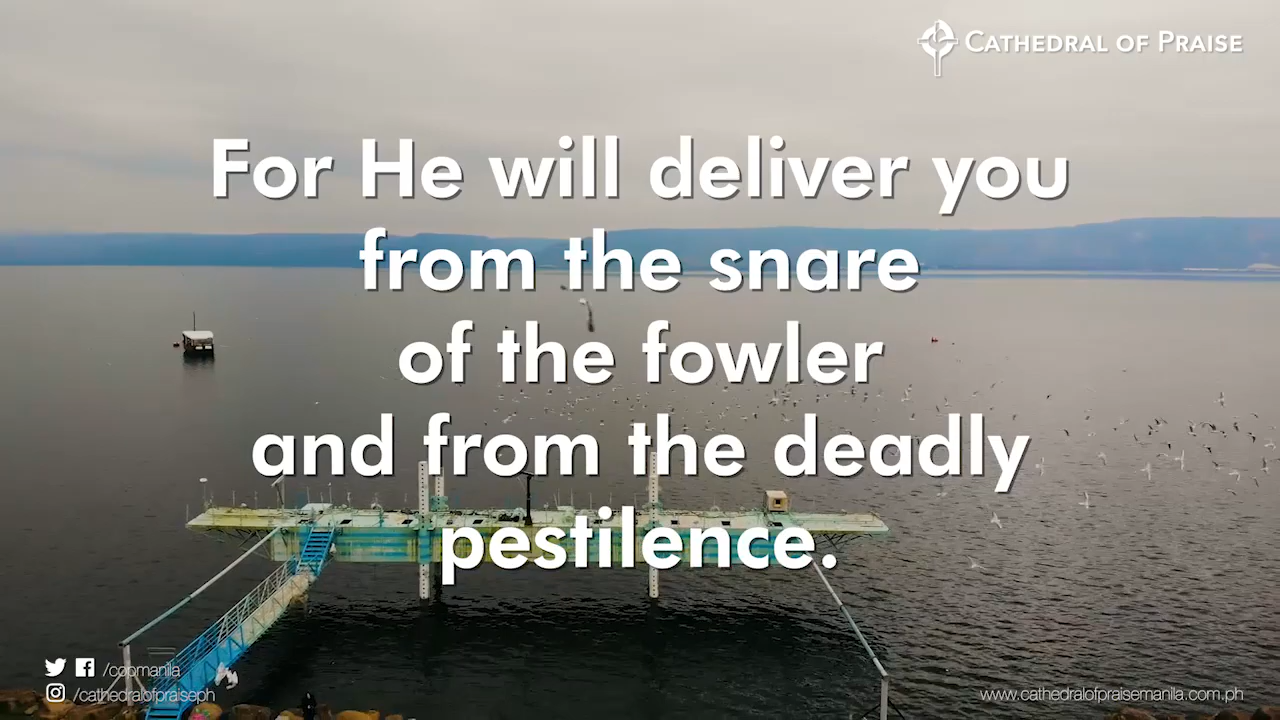 CATHEDRAL OF PRAISE
For He will deliver you
from the snare
of the fowler
and from the deadly
pestilence.
/copmanila
/cathedralofpraiseph
www.cathedralofpraisemanila.com.ph